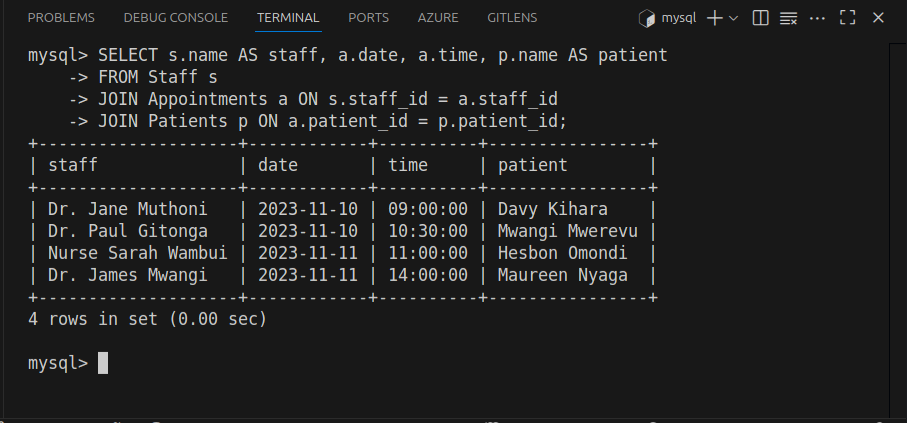 PROBLEMS DEBUG CONSOLE TERMINAL PORTS AZURE GITLENS mysql
mysql> SELECT s.name AS staff, a.date, a.time, p.name AS patient
    -> FROM Staff s
    -> JOIN Appointments a ON s.staff_id = a.staff_id
    -> JOIN Patients p ON a.patient_id = p.patient_id;
+--------------------+------------+----------+----------------+
| staff              | date       | time     | patient        |
+--------------------+------------+----------+----------------+
| Dr. Jane Muthoni   | 2023-11-10 | 09:00:00 | Davy Kihara    |
| Dr. Paul Gitonga   | 2023-11-10 | 10:30:00 | Mwangi Mwerevu |
| Nurse Sarah Wambui | 2023-11-11 | 11:00:00 | Hesbon Omondi  |
| Dr. James Mwangi   | 2023-11-11 | 14:00:00 | Maureen Nyaga  |
+--------------------+------------+----------+----------------+
4 rows in set (0.00 sec)
mysql>